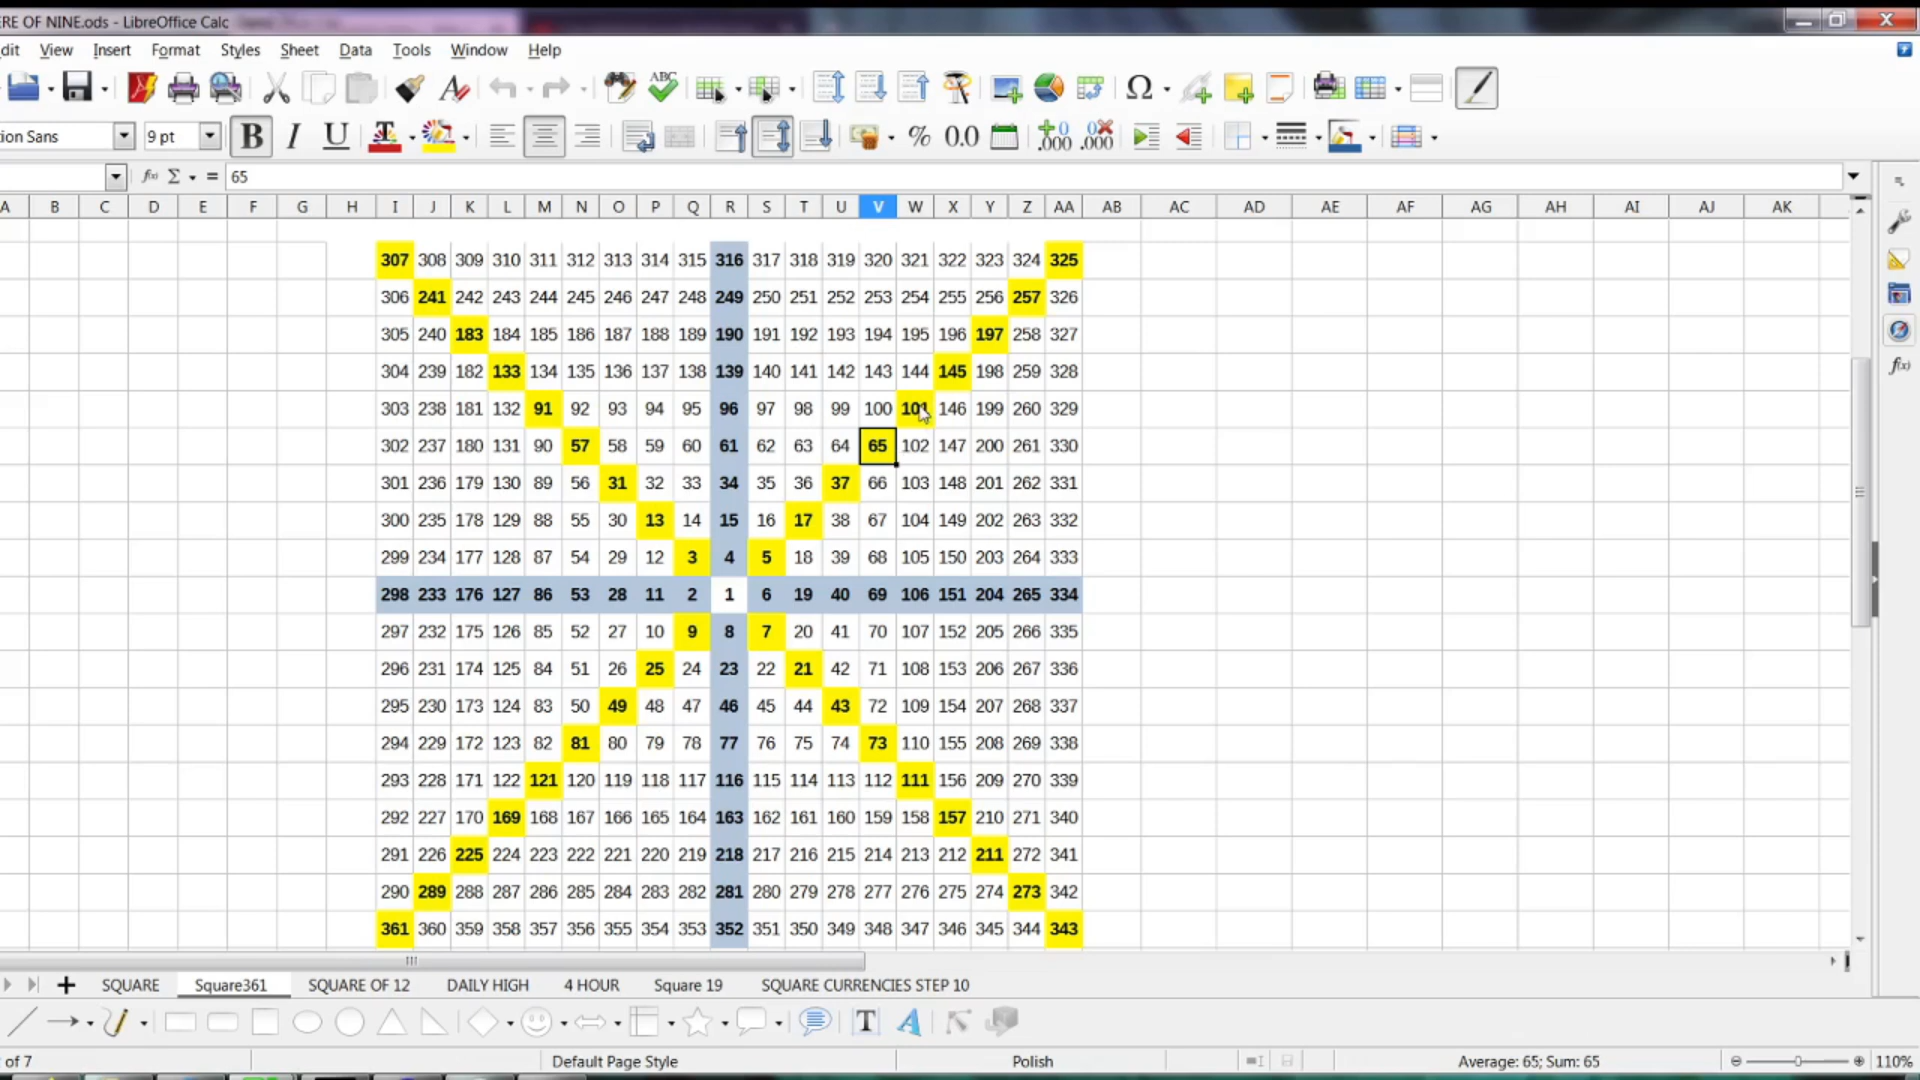 ERE OF NINE.ods - LibreOffice Calc
dit View Insert Format Styles Sheet Data Tools Window Help
tion Sans 9 pt B I U % 0.0
f(x) Σ = 65
A B C D E F G H I J K L M N O P Q R S T U V W X Y Z AA AB AC AD AE AF AG AH AI AJ AK
307 308 309 310 311 312 313 314 315 316 317 318 319 320 321 322 323 324 325
306 241 242 243 244 245 246 247 248 249 250 251 252 253 254 255 256 257 326
305 240 183 184 185 186 187 188 189 190 191 192 193 194 195 196 197 258 327
304 239 182 133 134 135 136 137 138 139 140 141 142 143 144 145 198 259 328
303 238 181 132 91 92 93 94 95 96 97 98 99 100 101 146 199 260 329
302 237 180 131 90 57 58 59 60 61 62 63 64 65 102 147 200 261 330
301 236 179 130 89 56 31 32 33 34 35 36 37 66 103 148 201 262 331
300 235 178 129 88 55 30 13 14 15 16 17 38 67 104 149 202 263 332
299 234 177 128 87 54 29 12 3 4 5 18 39 68 105 150 203 264 333
298 233 176 127 86 53 28 11 2 1 6 19 40 69 106 151 204 265 334
297 232 175 126 85 52 27 10 9 8 7 20 41 70 107 152 205 266 335
296 231 174 125 84 51 26 25 24 23 22 21 42 71 108 153 206 267 336
295 230 173 124 83 50 49 48 47 46 45 44 43 72 109 154 207 268 337
294 229 172 123 82 81 80 79 78 77 76 75 74 73 110 155 208 269 338
293 228 171 122 121 120 119 118 117 116 115 114 113 112 111 156 209 270 339
292 227 170 169 168 167 166 165 164 163 162 161 160 159 158 157 210 271 340
291 226 225 224 223 222 221 220 219 218 217 216 215 214 213 212 211 272 341
290 289 288 287 286 285 284 283 282 281 280 279 278 277 276 275 274 273 342
361 360 359 358 357 356 355 354 353 352 351 350 349 348 347 346 345 344 343
SQUARE Square361 SQUARE OF 12 DAILY HIGH 4 HOUR Square 19 SQUARE CURRENCIES STEP 10
of 7 Default Page Style Polish Average: 65; Sum: 65 110%